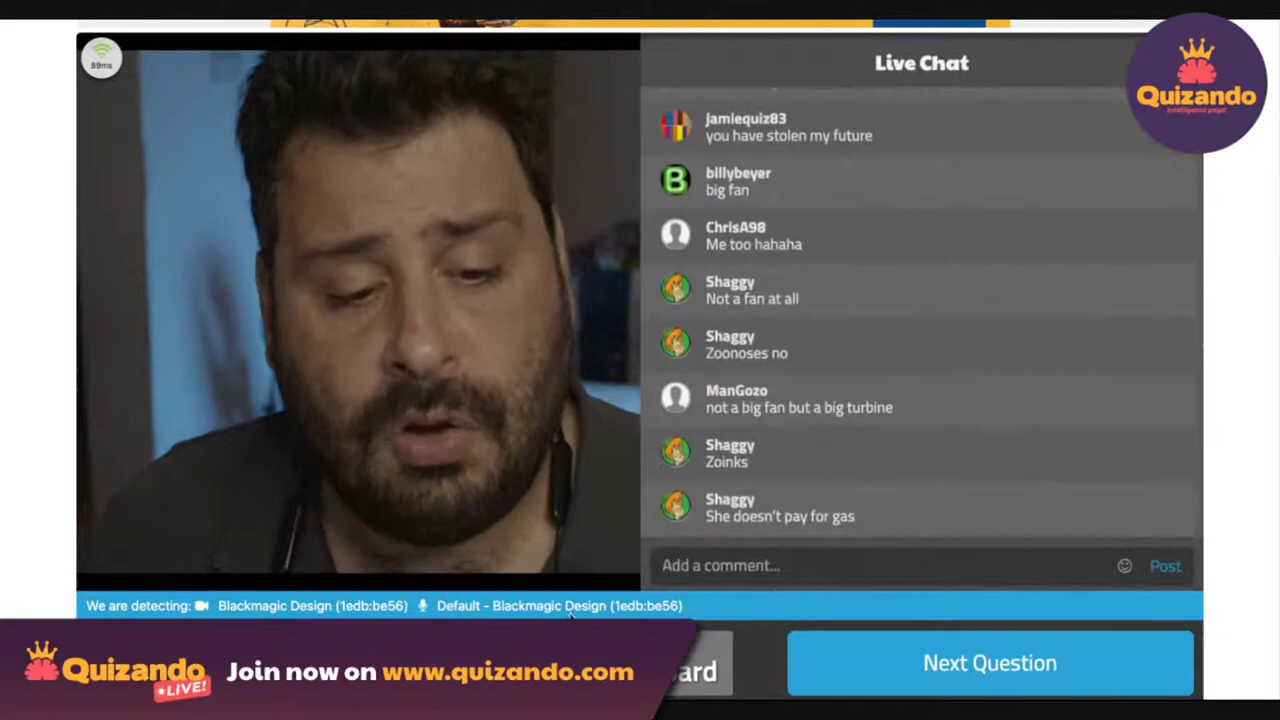 89ms
Live Chat
Quizando
Intelligence pays!
Jamiequiz83
you have stolen my future
billybeyer
big fan
ChrisA98
Me too hahaha
Shaggy
Not a fan at all
Shaggy
Zoonoses no
ManGozo
not a big fan but a big turbine
Shaggy
Zoinks
Shaggy
She doesn't pay for gas
Add a comment...
Post
We are detecting: Blackmagic Design (1edb:be56) Default - Blackmagic Design (1edb:be56)
Quizando
LIVE!
Join now on www.quizando.com
ard
Next Question